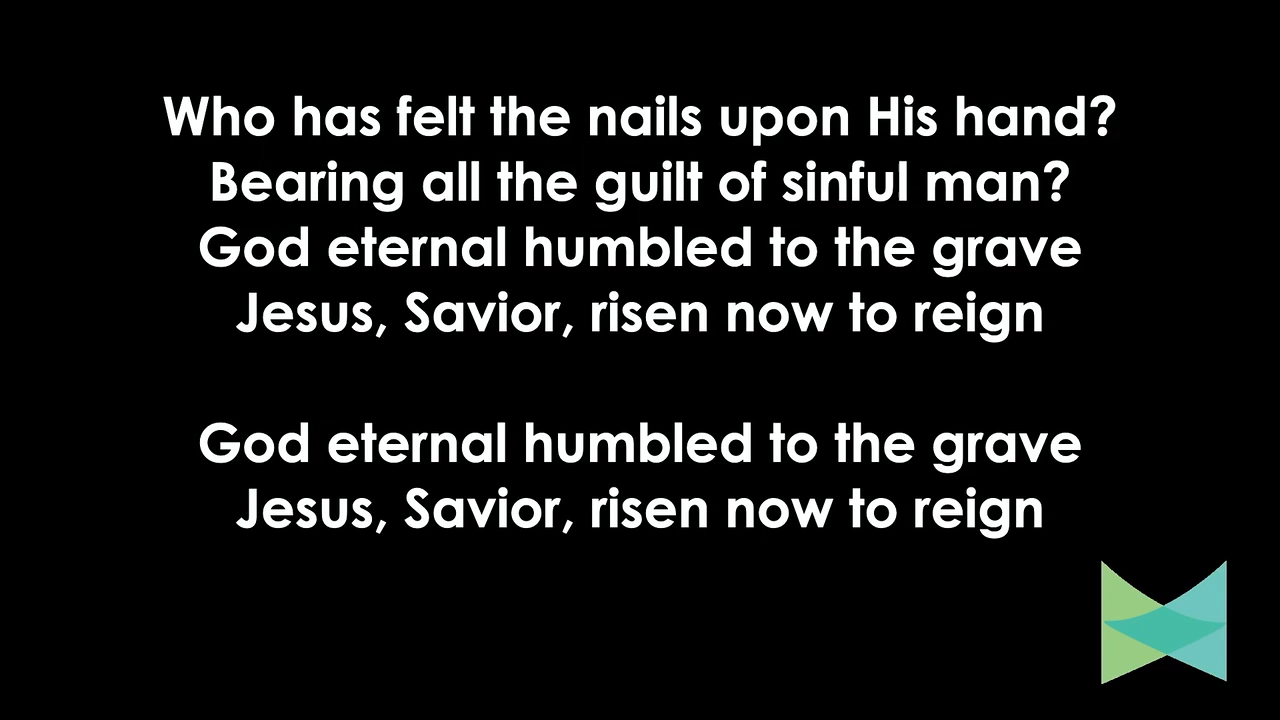 Who has felt the nails upon His hand?
Bearing all the guilt of sinful man?
God eternal humbled to the grave
Jesus, Savior, risen now to reign
God eternal humbled to the grave
Jesus, Savior, risen now to reign